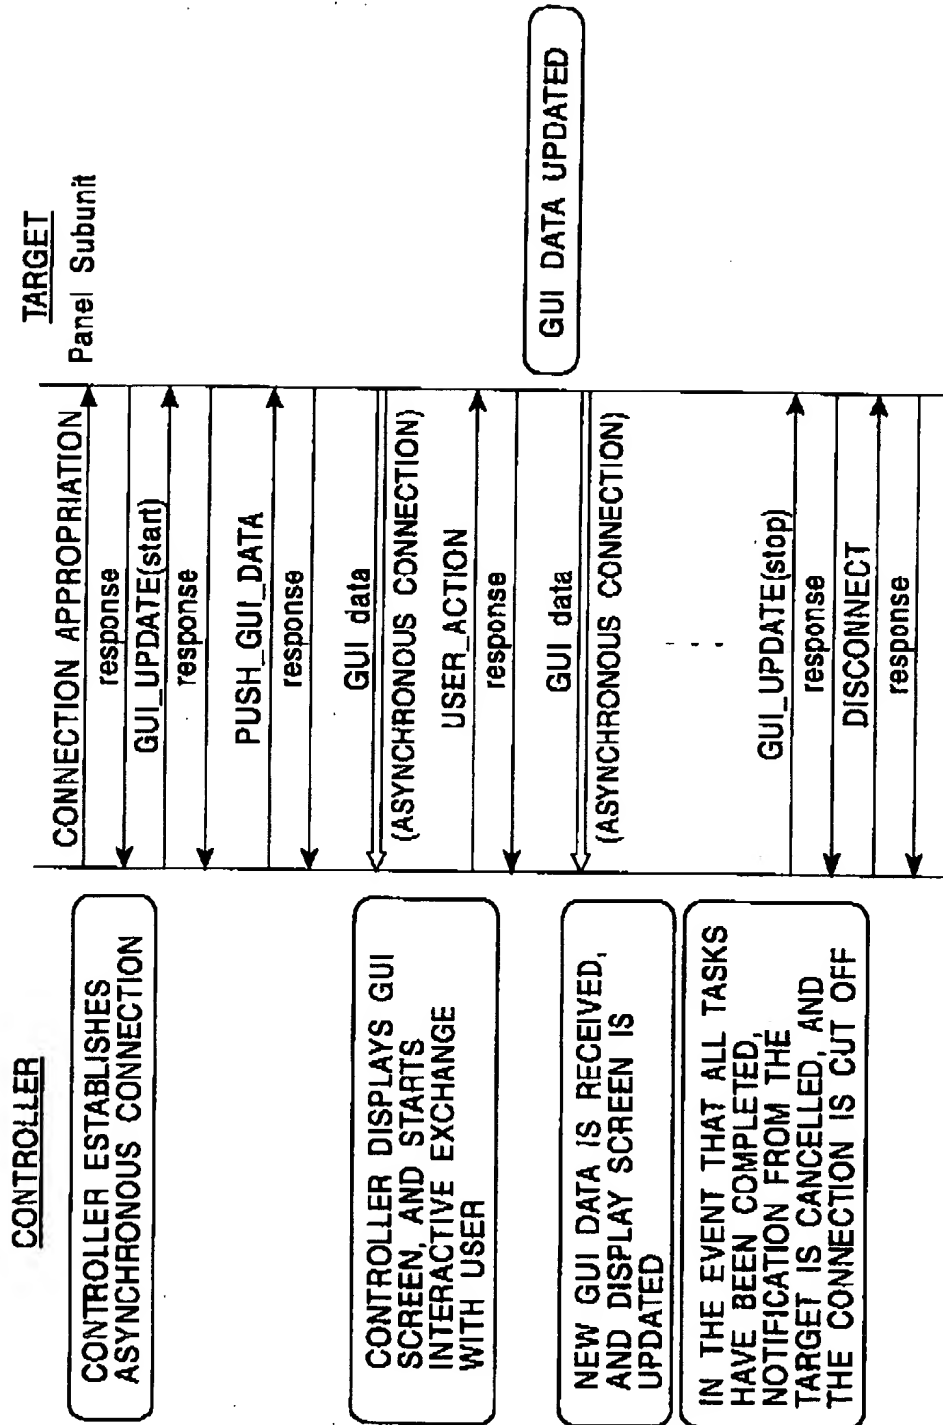 CONTROLLER
TARGET
Panel Subunit
CONTROLLER ESTABLISHES
ASYNCHRONOUS CONNECTION
CONNECTION APPROPRIATION
response
GUI_UPDATE(start)
response
PUSH_GUI_DATA
response
CONTROLLER DISPLAYS GUI
SCREEN, AND STARTS
INTERACTIVE EXCHANGE
WITH USER
GUI data
(ASYNCHRONOUS CONNECTION)
USER_ACTION
response
GUI DATA UPDATED
NEW GUI DATA IS RECEIVED,
AND DISPLAY SCREEN IS
UPDATED
GUI data
(ASYNCHRONOUS CONNECTION)
IN THE EVENT THAT ALL TASKS
HAVE BEEN COMPLETED,
NOTIFICATION FROM THE
TARGET IS CANCELLED, AND
THE CONNECTION IS CUT OFF
GUI_UPDATE(stop)
response
DISCONNECT
response